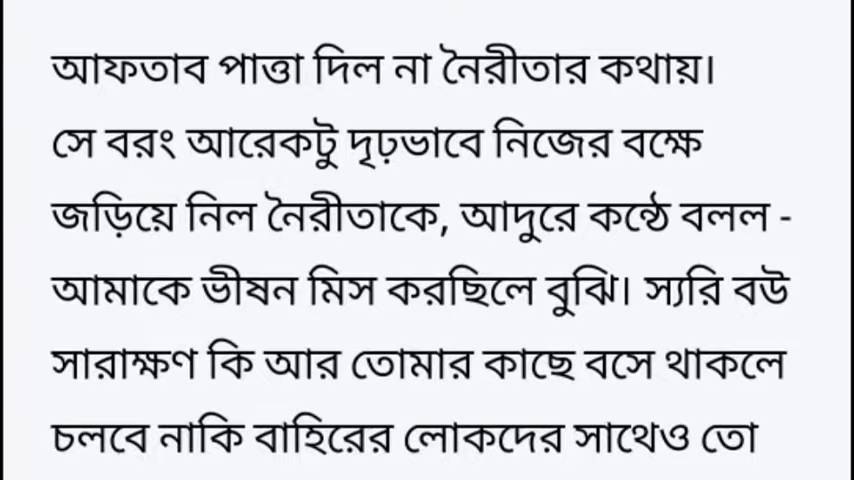 আফতাব পাত্তা দিল না নৈরীতার কথায়।
সে বরং আরেকটু দৃঢ়ভাবে নিজের বক্ষে
জড়িয়ে নিল নৈরীতাকে, আদুরে কন্ঠে বলল -
আমাকে ভীষন মিস করছিলে বুঝি। স্যরি বউ
সারাক্ষণ কি আর তোমার কাছে বসে থাকলে
চলবে নাকি বাহিরের লোকদের সাথেও তো